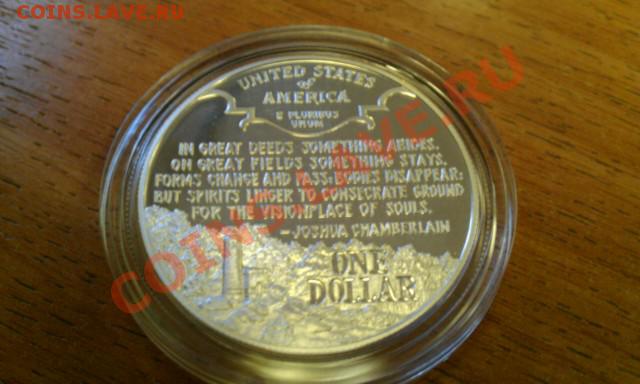 COINS.LAVE.RU
UNITED STATES
OF
AMERICA
E PLURIBUS
UNUM
IN GREAT DEEDS SOMETHING ABIDES.
ON GREAT FIELDS SOMETHING STAYS.
FORMS CHANGE AND PASS; BODIES DISAPPEAR;
BUT SPIRITS LINGER TO CONSECRATE GROUND
FOR THE VISIONPLACE OF SOULS.
— JOSHUA CHAMBERLAIN
ONE
DOLLAR
COINS.LAVE.RU